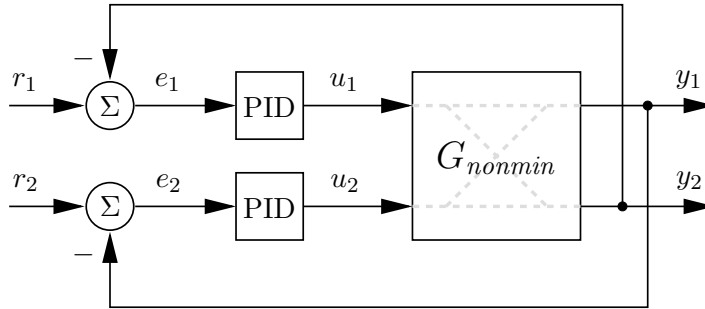 −
r₁ Σ e₁ PID u₁ y₁
G_nonmin
r₂ Σ e₂ PID u₂ y₂
−